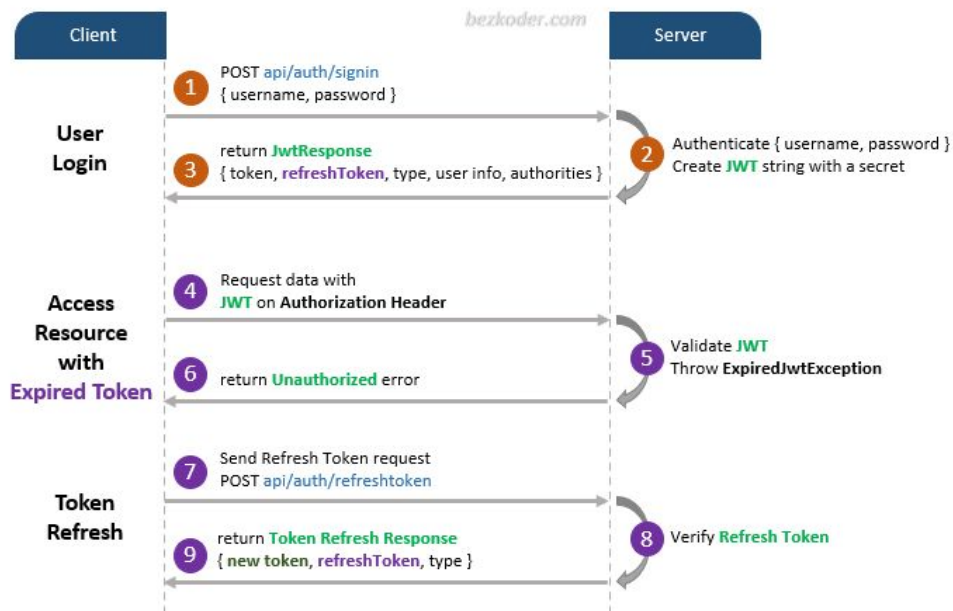 bezkoder.com
Client
Server
1
POST api/auth/signin
{ username, password }
User
Login
2
Authenticate { username, password }
Create JWT string with a secret
3
return JwtResponse
{ token, refreshToken, type, user info, authorities }
4
Request data with
JWT on Authorization Header
Access
Resource
with
Expired Token
5
Validate JWT
Throw ExpiredJwtException
6
return Unauthorized error
7
Send Refresh Token request
POST api/auth/refreshtoken
Token
Refresh
8
Verify Refresh Token
9
return Token Refresh Response
{ new token, refreshToken, type }